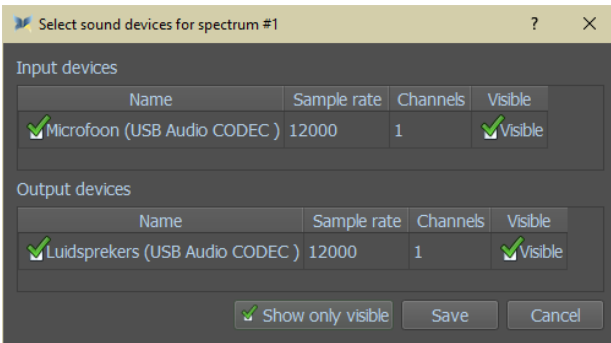 Select sound devices for spectrum #1
Input devices
Name Sample rate Channels Visible
Microfoon (USB Audio CODEC ) 12000 1 Visible
Output devices
Name Sample rate Channels Visible
Luidsprekers (USB Audio CODEC ) 12000 1 Visible
Show only visible Save Cancel